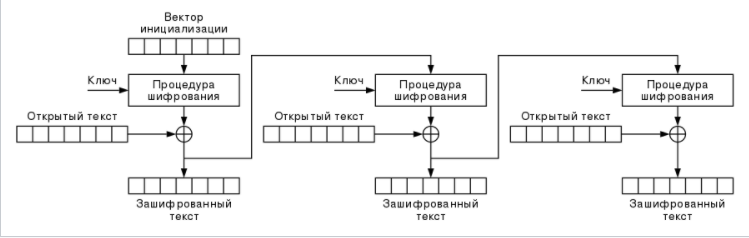 Вектор
инициализации
Ключ
Процедура
шифрования
Открытый текст
Зашифрованный
текст
Ключ
Процедура
шифрования
Открытый текст
Зашифрованный
текст
Ключ
Процедура
шифрования
Открытый текст
Зашифрованный
текст